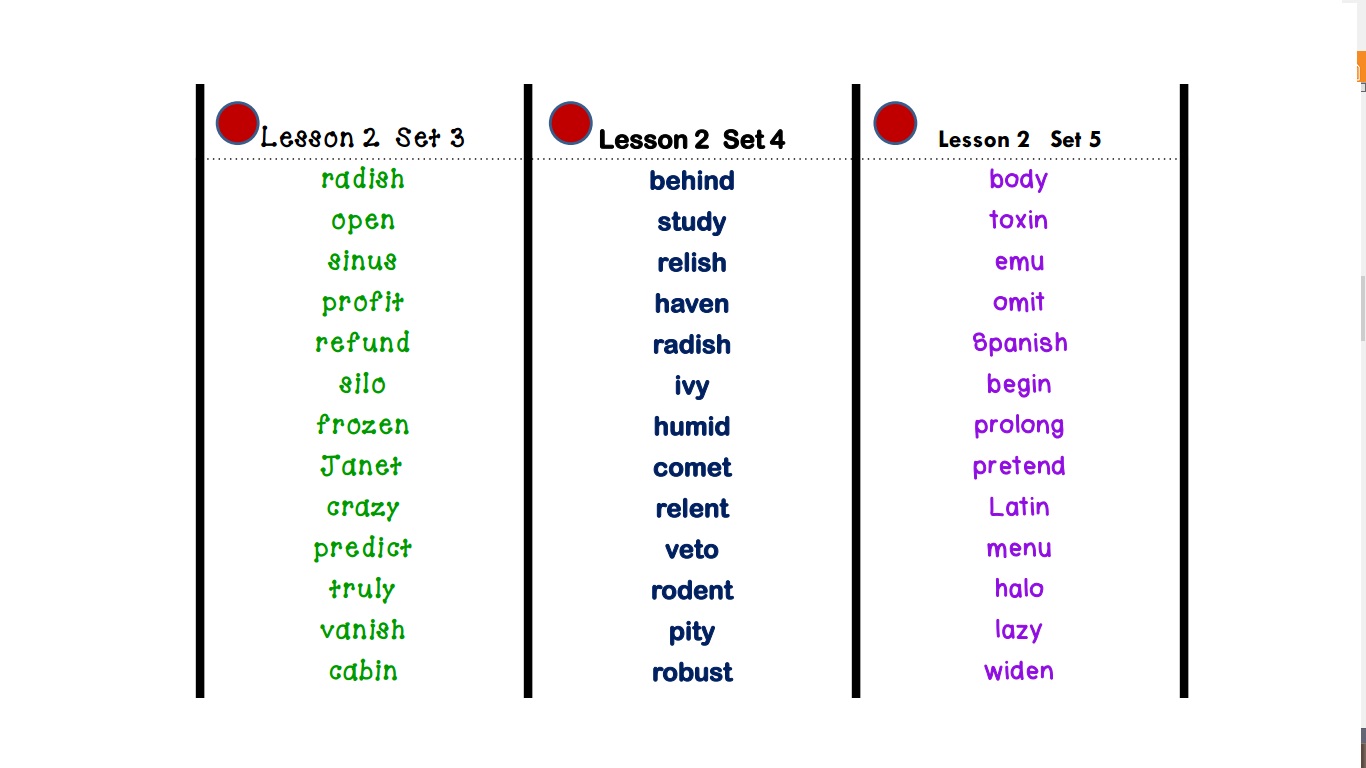 Lesson 2 Set 3
radish
open
sinus
profit
refund
silo
frozen
Janet
crazy
predict
truly
vanish
cabin
Lesson 2 Set 4
behind
study
relish
haven
radish
ivy
humid
comet
relent
veto
rodent
pity
robust
Lesson 2 Set 5
body
toxin
emu
omit
Spanish
begin
prolong
pretend
Latin
menu
halo
lazy
widen